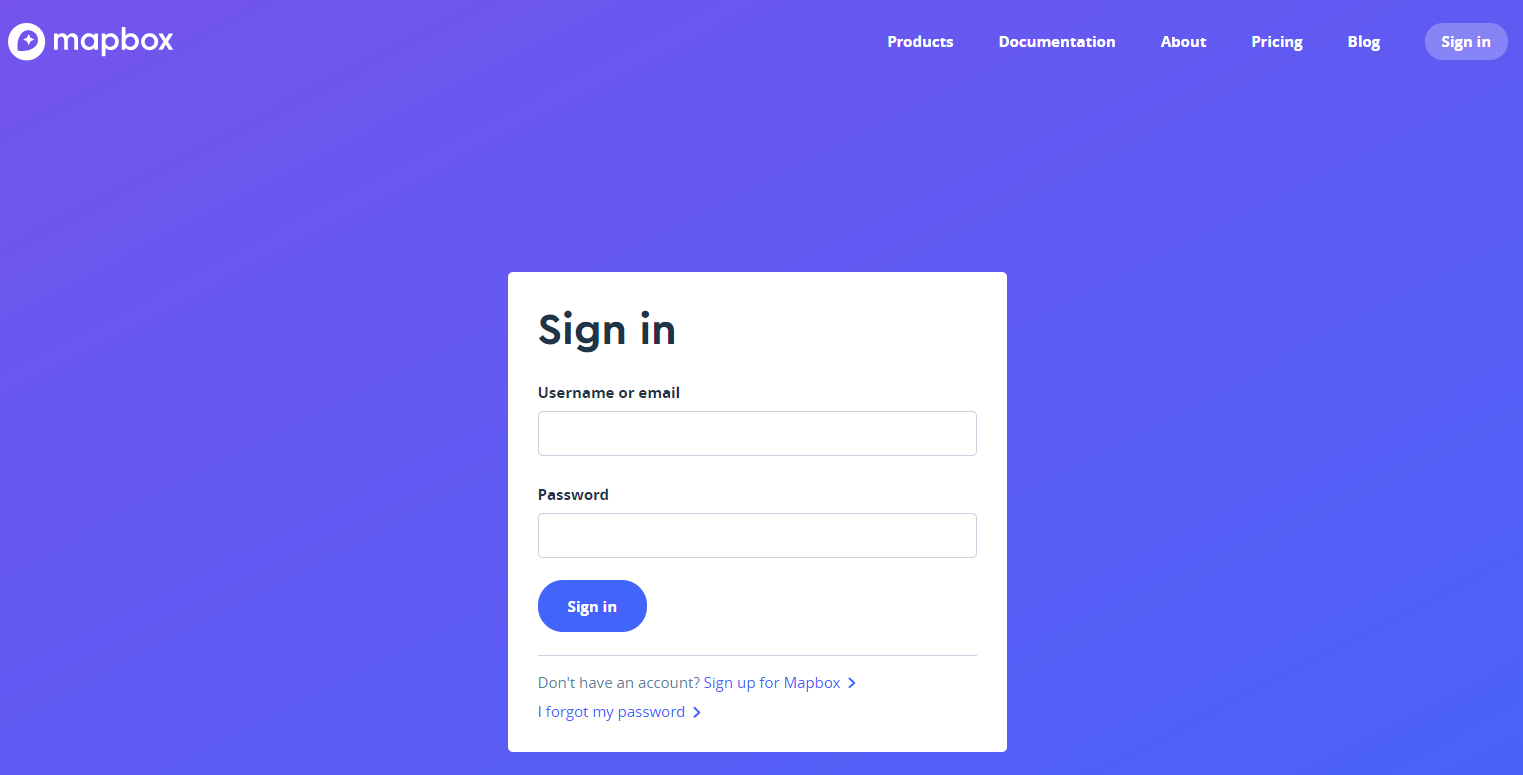 mapbox
Products Documentation About Pricing Blog Sign in
Sign in
Username or email
Password
Sign in
Don't have an account? Sign up for Mapbox
I forgot my password